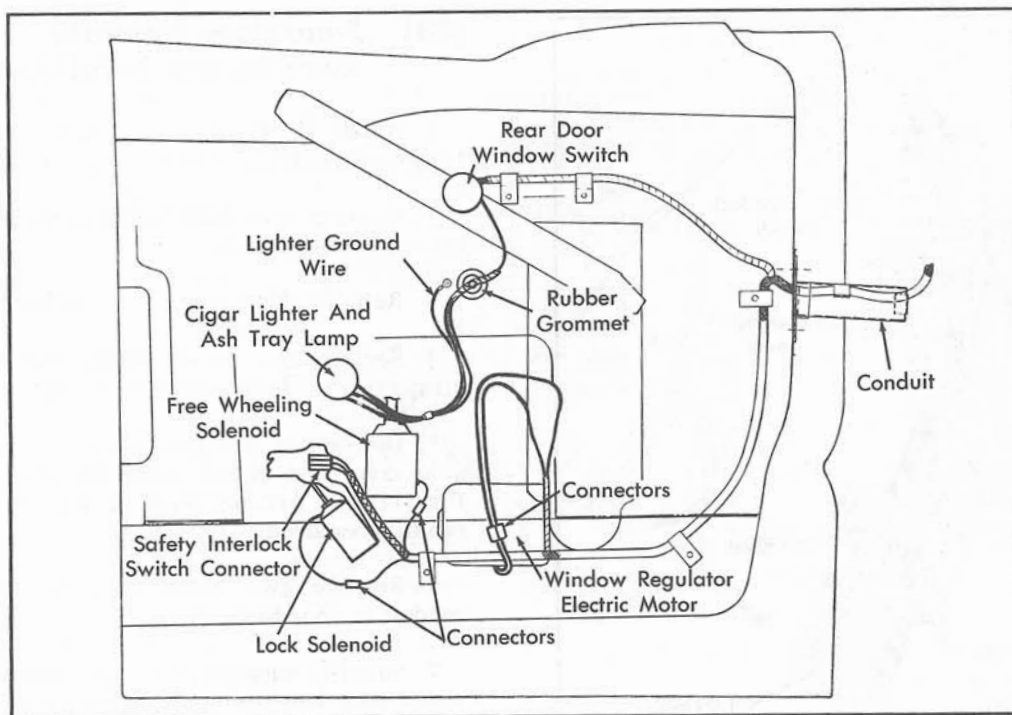 Rear Door
Window Switch
Lighter Ground
Wire
Rubber
Grommet
Cigar Lighter And
Ash Tray Lamp
Conduit
Free Wheeling
Solenoid
Connectors
Safety Interlock
Switch Connector
Window Regulator
Electric Motor
Lock Solenoid
Connectors